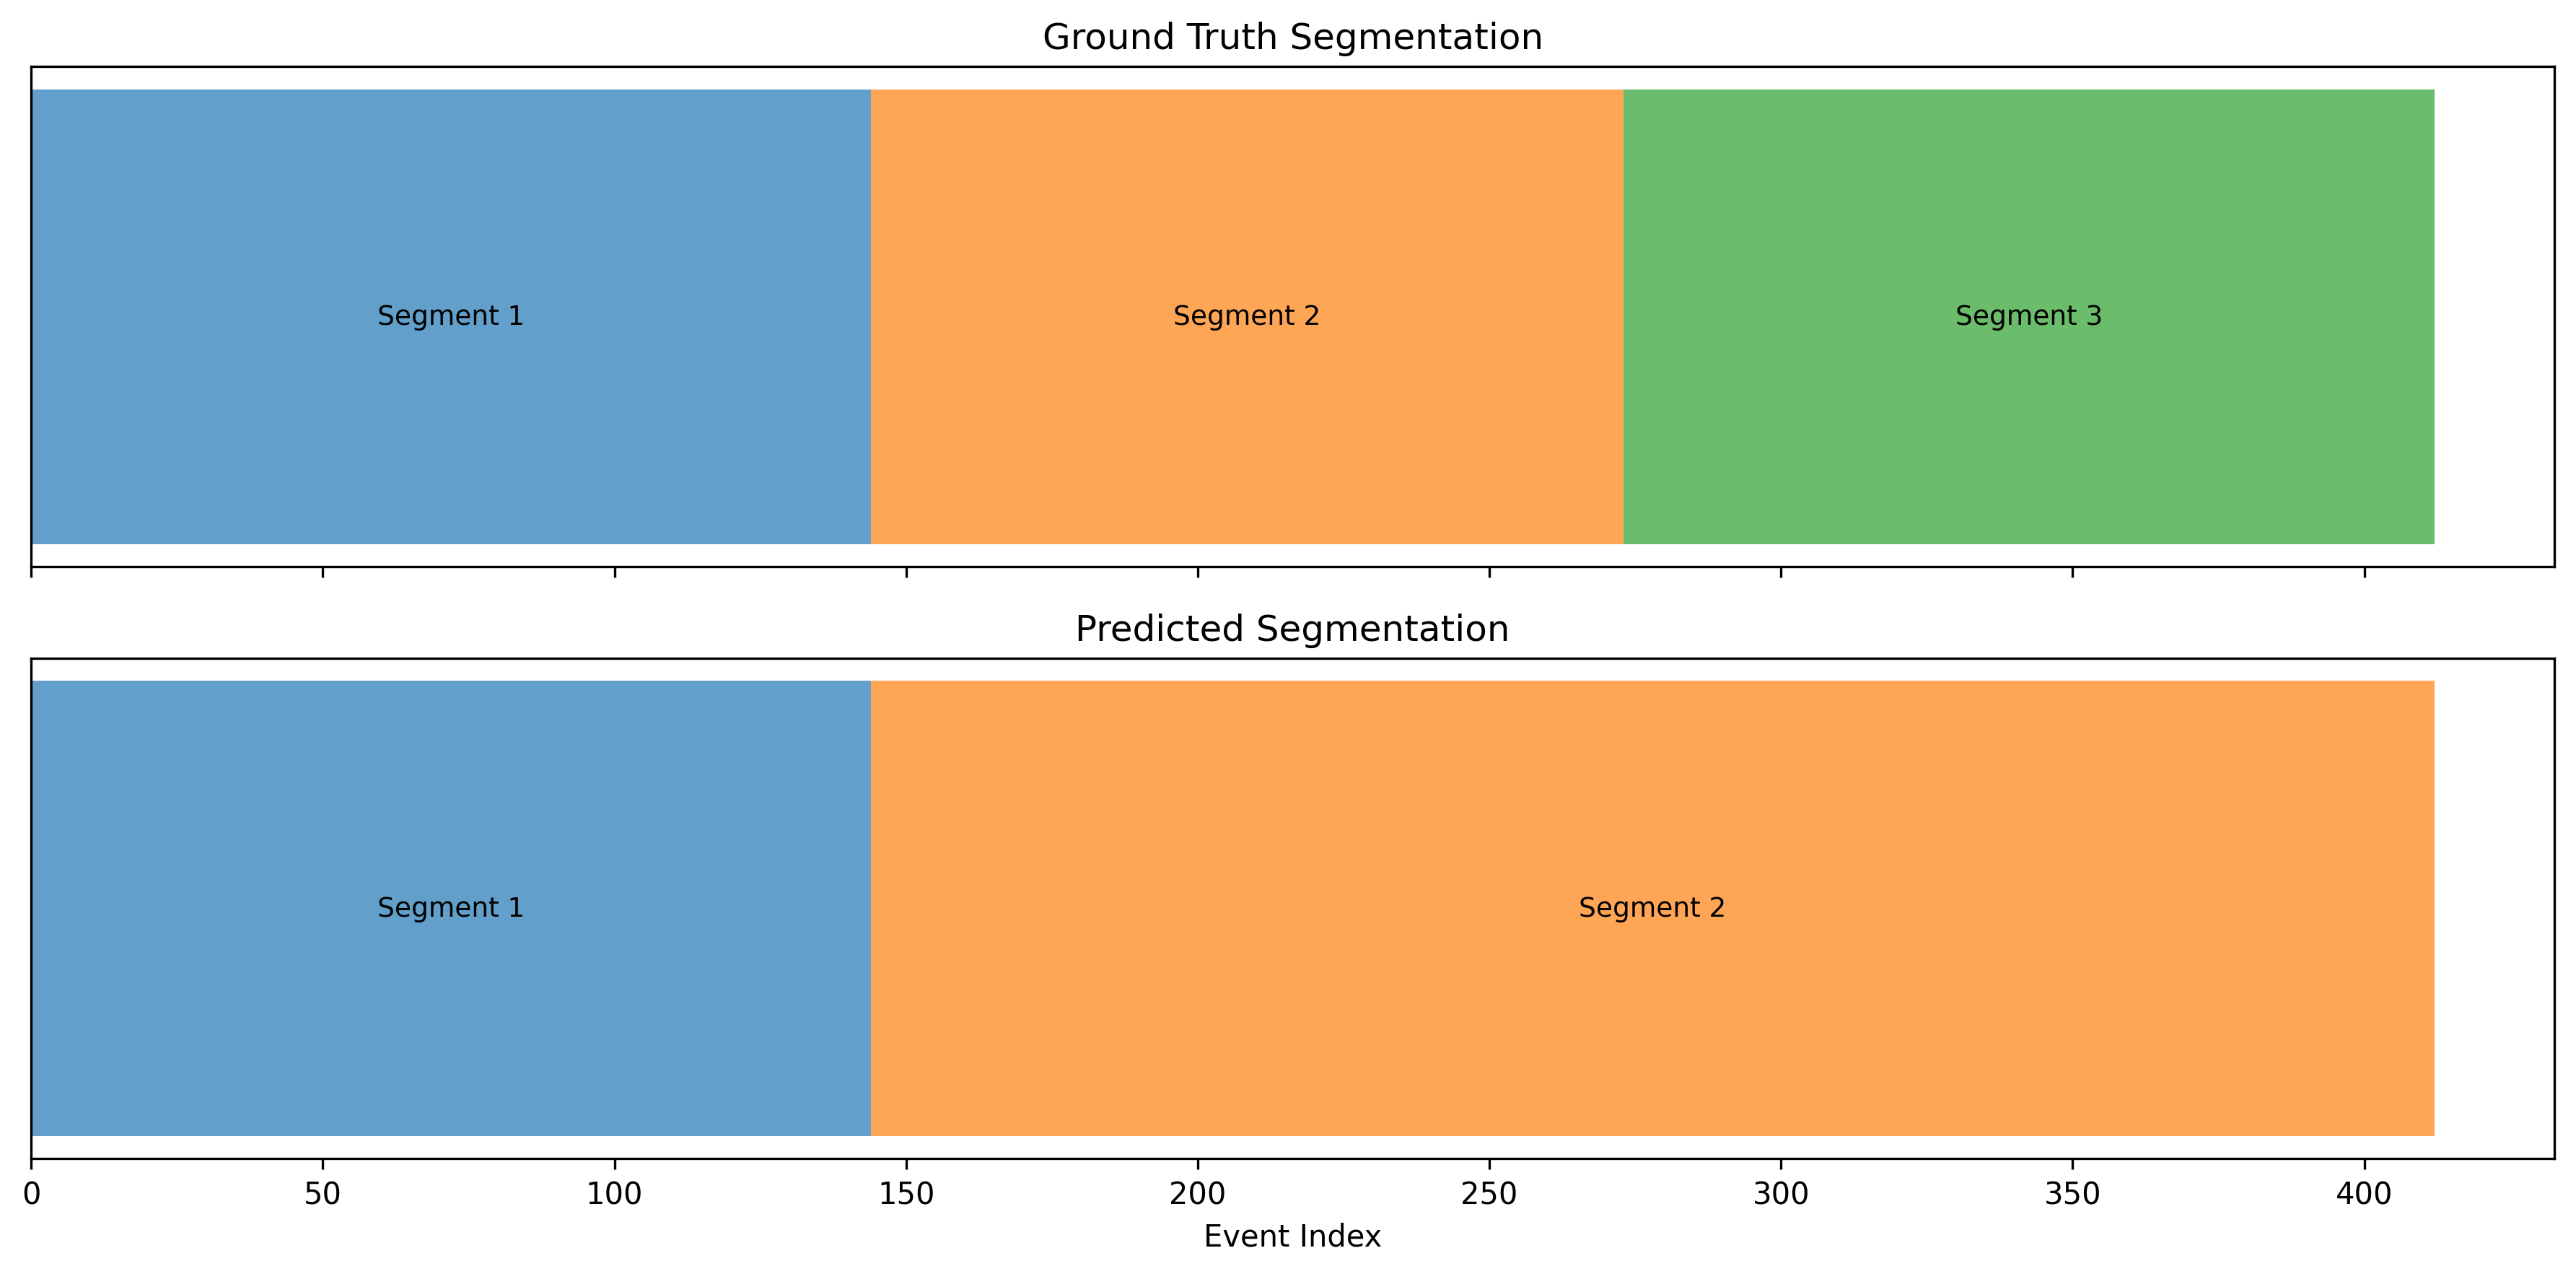 Ground Truth Segmentation
Segment 1 Segment 2 Segment 3
Predicted Segmentation
Segment 1 Segment 2
0 50 100 150 200 250 300 350 400
Event Index